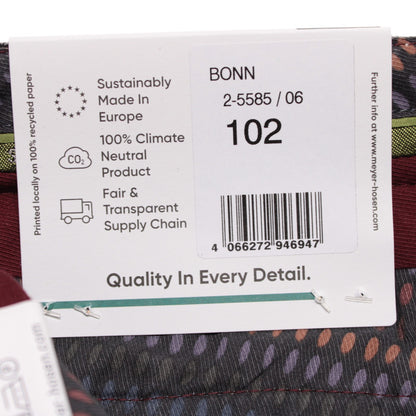 Printed locally on 100% recycled paper
Sustainably
Made In
Europe
CO₂
100% Climate
Neutral
Product
Fair &
Transparent
Supply Chain
BONN
2-5585 / 06
102
4 066272 946947
Further info at www.meyer-hosen.com
Quality In Every Detail.